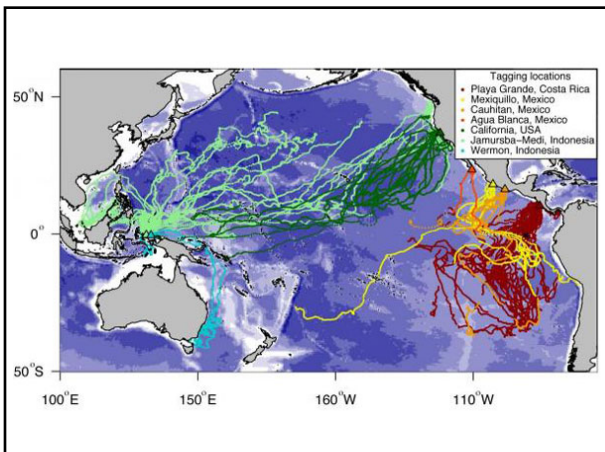 Tagging locations
Playa Grande, Costa Rica
Mexiquillo, Mexico
Cauhitan, Mexico
Agua Blanca, Mexico
California, USA
Jamursba-Medi, Indonesia
Wermon, Indonesia
50°N
0°
50°S
100°E
150°E
160°W
110°W